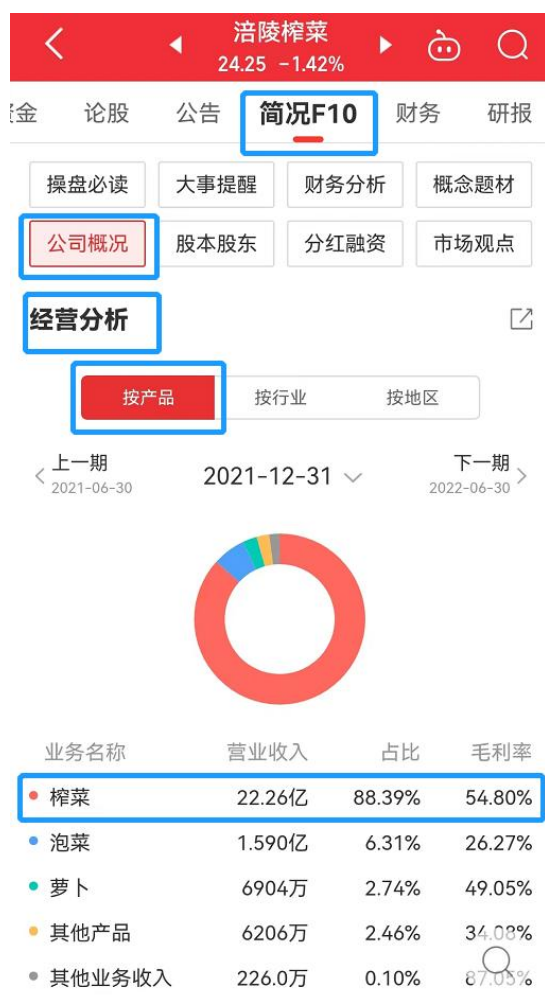 涪陵榨菜
24.25 -1.42%
金 论股 公告 简况F10 财务 研报
操盘必读 大事提醒 财务分析 概念题材
公司概况 股本股东 分红融资 市场观点
经营分析
按产品 按行业 按地区
上一期 2021-12-31 下一期
2021-06-30 2022-06-30
业务名称 营业收入 占比 毛利率
榨菜 22.26亿 88.39% 54.80%
泡菜 1.590亿 6.31% 26.27%
萝卜 6904万 2.74% 49.05%
其他产品 6206万 2.46% 34.08%
其他业务收入 226.0万 0.10% 87.05%